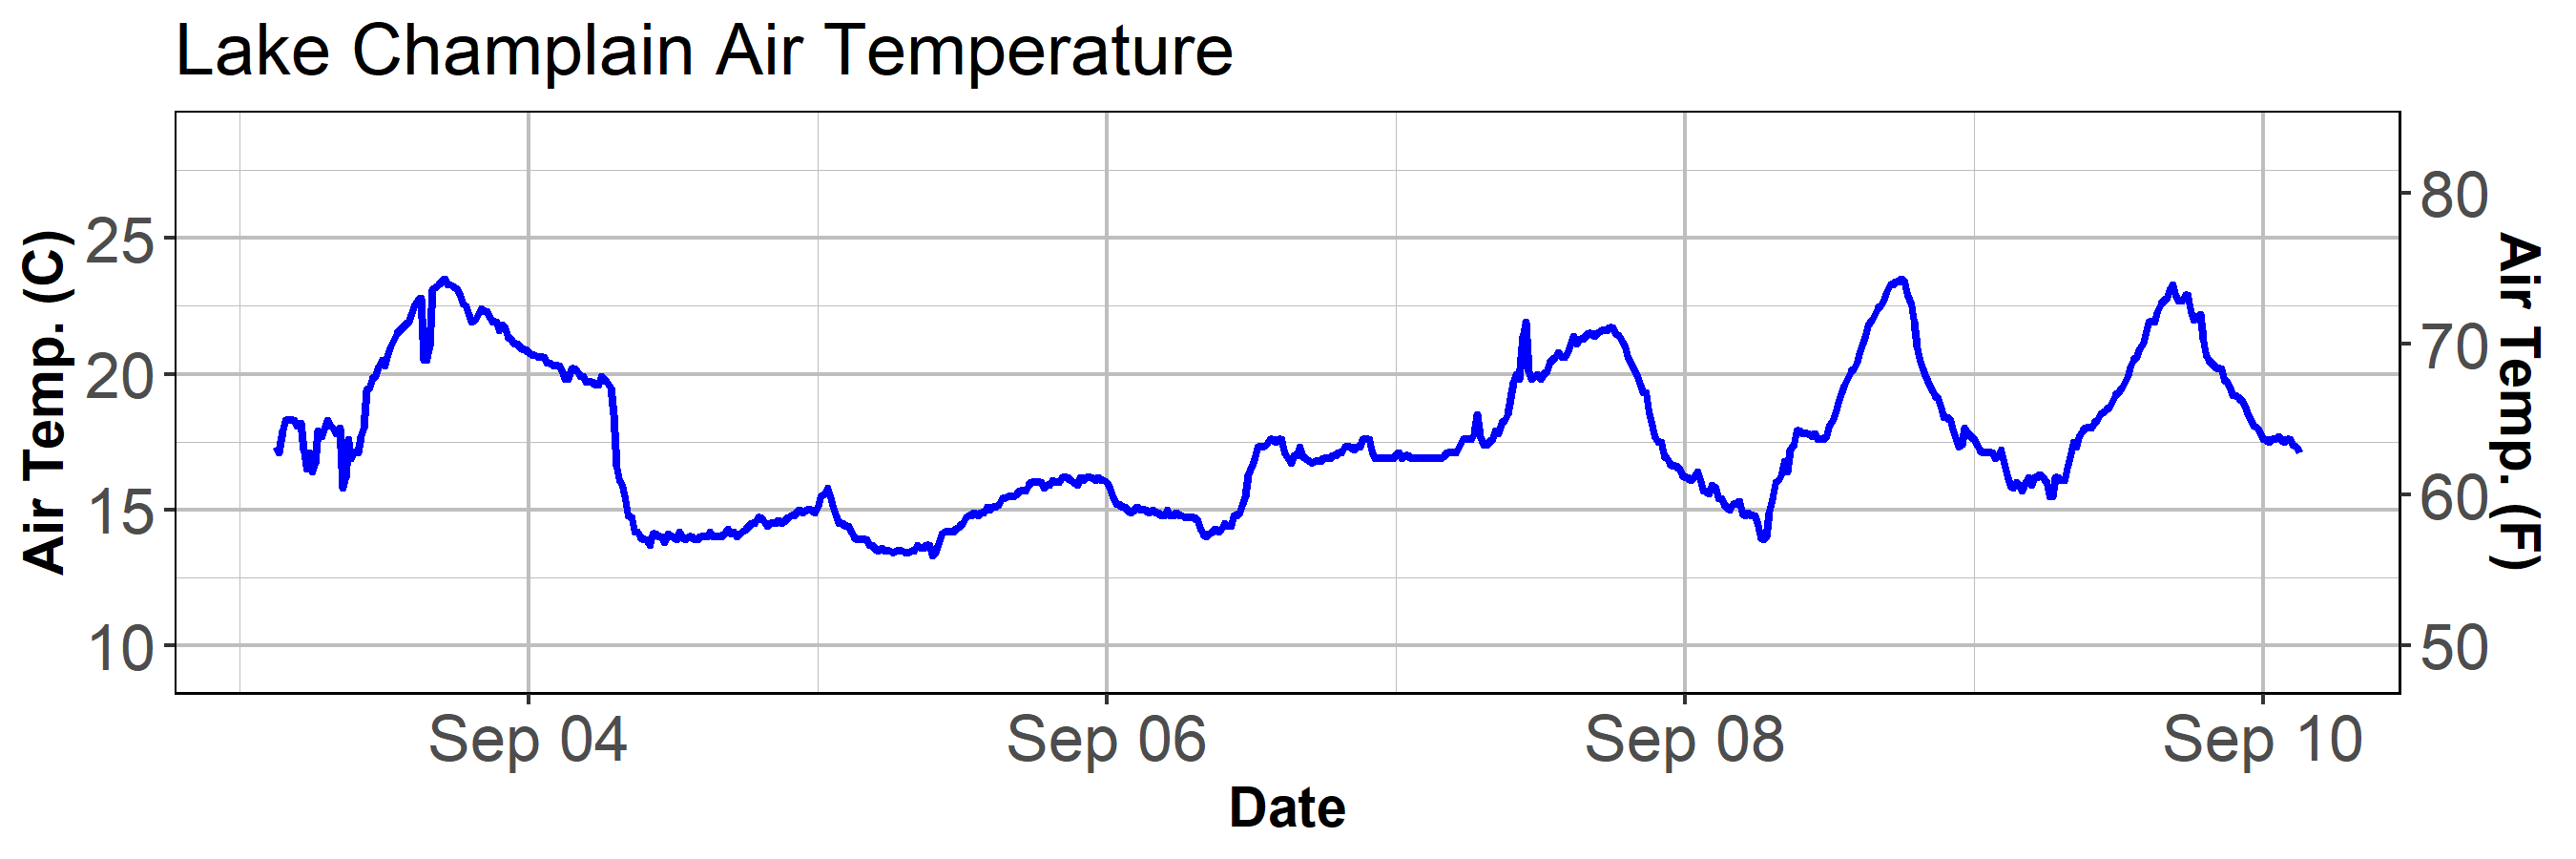 Lake Champlain Air Temperature
Air Temp. (C)
25
20
15
10
80
70
60
50
Air Temp. (F)
Sep 04
Sep 06
Sep 08
Sep 10
Date